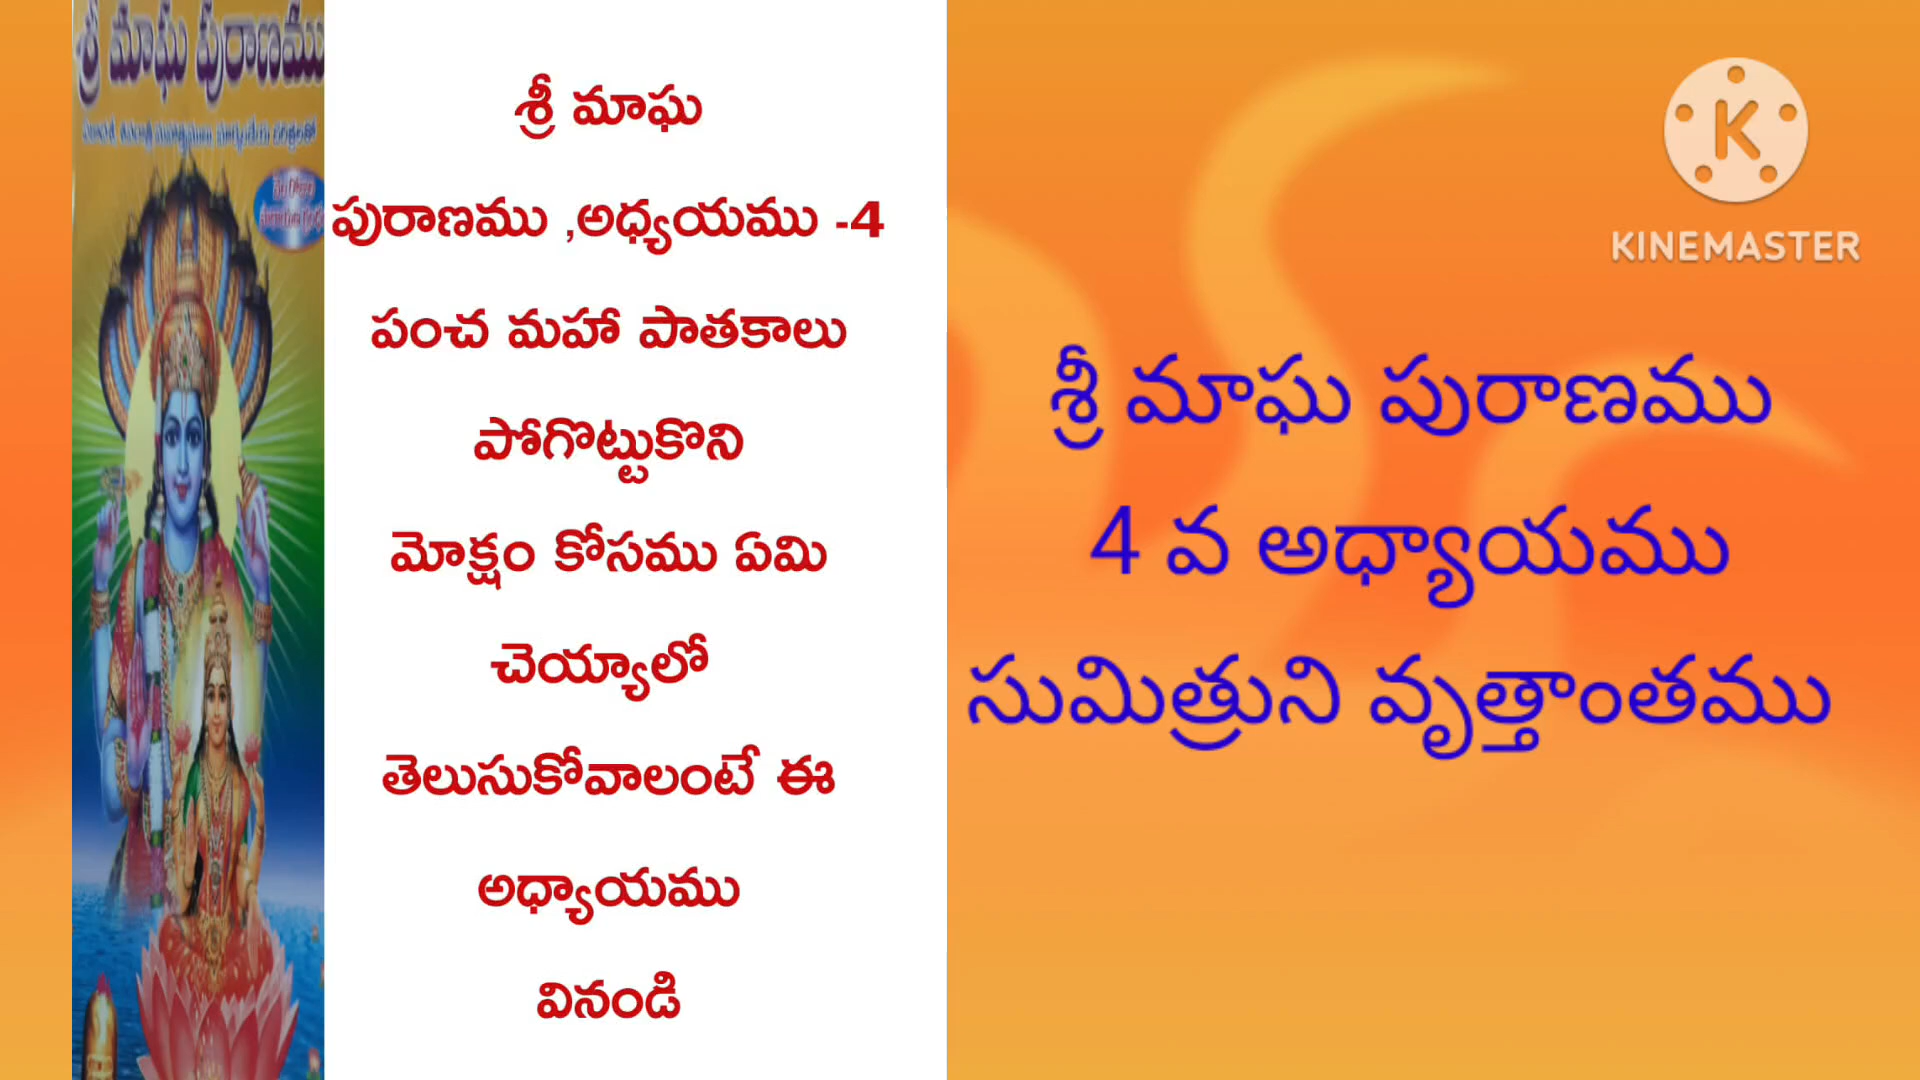 శ్రీ మాఘ పురాణము
శ్రీ మాఘ
పురాణము ,అధ్యయము -4
పంచ మహా పాతకాలు
పోగొట్టుకొని
మోక్షం కోసము ఏమి
చెయ్యాలో
తెలుసుకోవాలంటే ఈ
అధ్యాయము
వినండి
KINEMASTER
శ్రీ మాఘ పురాణము
4 వ అధ్యాయము
సుమిత్రుని వృత్తాంతము